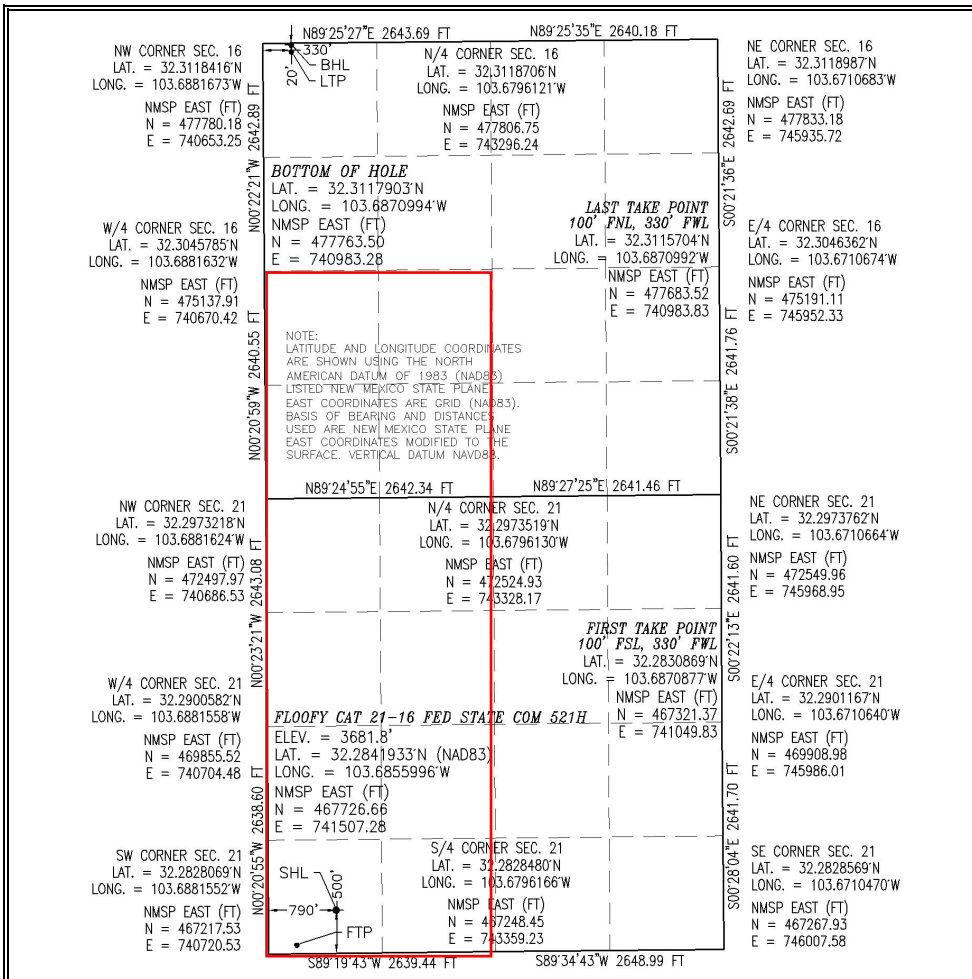 N89°25'27"E 2643.69 FT
N89°25'35"E 2640.18 FT
NW CORNER SEC. 16
LAT. = 32.3118416°N
LONG. = 103.6881673°W
NMSP EAST (FT)
N = 477780.18
E = 740653.25
330'
20'
BHL
LTP
N/4 CORNER SEC. 16
LAT. = 32.3118706°N
LONG. = 103.6796121°W
NMSP EAST (FT)
N = 477806.75
E = 743296.24
NE CORNER SEC. 16
LAT. = 32.3118987°N
LONG. = 103.6710683°W
NMSP EAST (FT)
N = 477833.18
E = 745935.72
N00°22'21"W 2642.89 FT
S00°21'36"E 2642.69 FT
BOTTOM OF HOLE
LAT. = 32.3117903°N
LONG. = 103.6870994°W
NMSP EAST (FT)
N = 477763.50
E = 740983.28
LAST TAKE POINT
100' FNL, 330' FWL
LAT. = 32.3115704°N
LONG. = 103.6870992°W
NMSP EAST (FT)
N = 477683.52
E = 740983.83
W/4 CORNER SEC. 16
LAT. = 32.3045785°N
LONG. = 103.6881632°W
NMSP EAST (FT)
N = 475137.91
E = 740670.42
E/4 CORNER SEC. 16
LAT. = 32.3046362°N
LONG. = 103.6710674°W
NMSP EAST (FT)
N = 475191.11
E = 745952.33
N00°20'59"W 2640.55 FT
S00°21'38"E 2641.76 FT
NOTE:
LATITUDE AND LONGITUDE COORDINATES
ARE SHOWN USING THE NORTH
AMERICAN DATUM OF 1983 (NAD83)
LISTED NEW MEXICO STATE PLANE
EAST COORDINATES ARE GRID (NAD83).
BASIS OF BEARING AND DISTANCES
USED ARE NEW MEXICO STATE PLANE
EAST COORDINATES MODIFIED TO THE
SURFACE. VERTICAL DATUM NAVD88.
N89°24'55"E 2642.34 FT
N89°27'25"E 2641.46 FT
NW CORNER SEC. 21
LAT. = 32.2973218°N
LONG. = 103.6881624°W
NMSP EAST (FT)
N = 472497.97
E = 740686.53
N/4 CORNER SEC. 21
LAT. = 32.2973519°N
LONG. = 103.6796130°W
NMSP EAST (FT)
N = 472524.93
E = 743328.17
NE CORNER SEC. 21
LAT. = 32.2973762°N
LONG. = 103.6710664°W
NMSP EAST (FT)
N = 472549.96
E = 745968.95
N00°23'21"W 2643.08 FT
S00°22'13"E 2641.60 FT
FIRST TAKE POINT
100' FSL, 330' FWL
LAT. = 32.2830869°N
LONG. = 103.6870877°W
NMSP EAST (FT)
N = 467321.37
E = 741049.83
W/4 CORNER SEC. 21
LAT. = 32.2900582°N
LONG. = 103.6881558°W
NMSP EAST (FT)
N = 469855.52
E = 740704.48
FLOOFY CAT 21-16 FED STATE COM 521H
ELEV. = 3681.8'
LAT. = 32.2841933°N (NAD83)
LONG. = 103.6855996°W
NMSP EAST (FT)
N = 467726.66
E = 741507.28
E/4 CORNER SEC. 21
LAT. = 32.2901167°N
LONG. = 103.6710640°W
NMSP EAST (FT)
N = 469908.98
E = 745986.01
N00°20'55"W 2638.60 FT
S00°28'04"E 2641.70 FT
SW CORNER SEC. 21
LAT. = 32.2828069°N
LONG. = 103.6881552°W
NMSP EAST (FT)
N = 467217.53
E = 740720.53
SHL
500'
790'
FTP
S/4 CORNER SEC. 21
LAT. = 32.2828480°N
LONG. = 103.6796166°W
NMSP EAST (FT)
N = 467248.45
E = 743359.23
SE CORNER SEC. 21
LAT. = 32.2828569°N
LONG. = 103.6710470°W
NMSP EAST (FT)
N = 467267.93
E = 746007.58
S89°19'43"W 2639.44 FT
S89°34'43"W 2648.99 FT